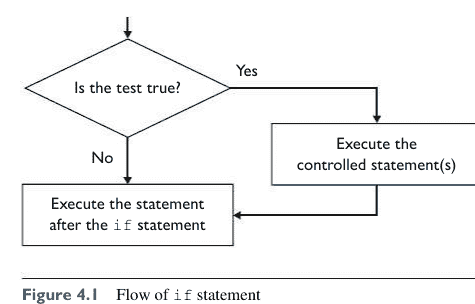 Is the test true?
Yes
Execute the
controlled statement(s)
No
Execute the statement
after the if statement
Figure 4.1 Flow of if statement